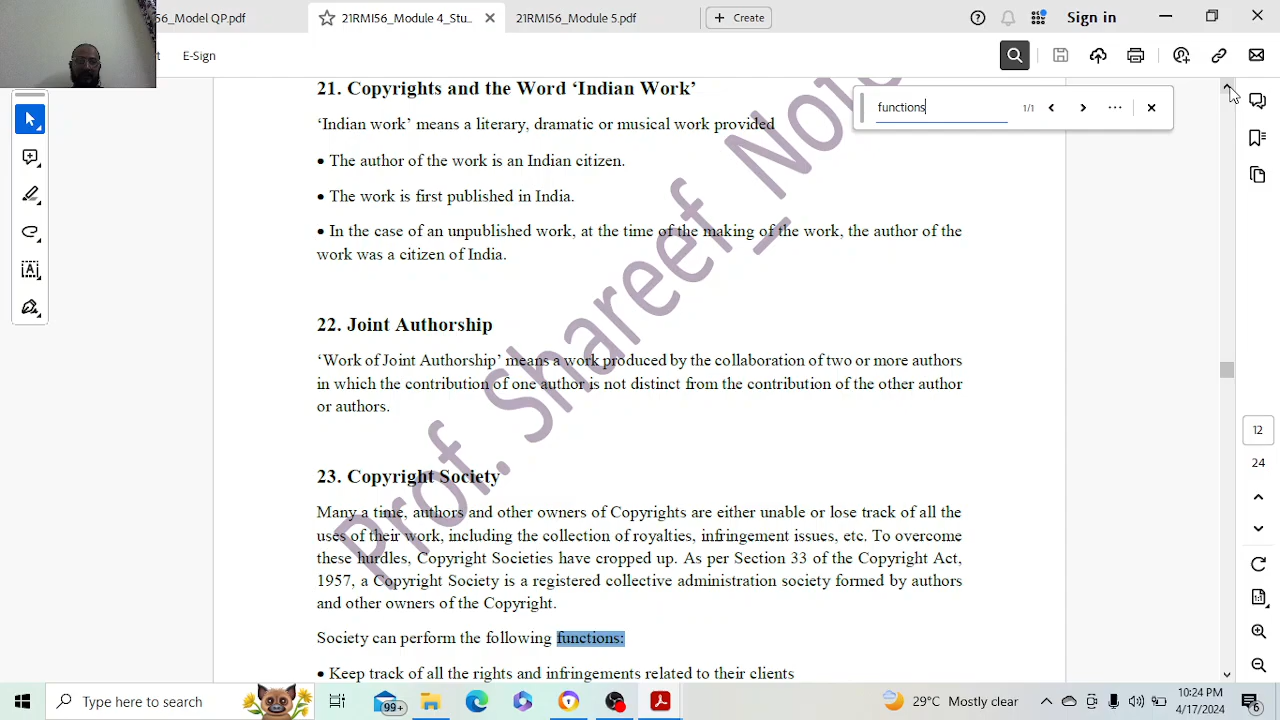 56_Model QP.pdf
21RMI56_Module 4_Stu...
21RMI56_Module 5.pdf
Create
Sign in
E-Sign
functions
1/1
21. Copyrights and the Word ‘Indian Work’
‘Indian work’ means a literary, dramatic or musical work provided
• The author of the work is an Indian citizen.
• The work is first published in India.
• In the case of an unpublished work, at the time of the making of the work, the author of the
work was a citizen of India.
22. Joint Authorship
‘Work of Joint Authorship’ means a work produced by the collaboration of two or more authors
in which the contribution of one author is not distinct from the contribution of the other author
or authors.
23. Copyright Society
Many a time, authors and other owners of Copyrights are either unable or lose track of all the
uses of their work, including the collection of royalties, infringement issues, etc. To overcome
these hurdles, Copyright Societies have cropped up. As per Section 33 of the Copyright Act,
1957, a Copyright Society is a registered collective administration society formed by authors
and other owners of the Copyright.
Society can perform the following functions:
• Keep track of all the rights and infringements related to their clients
Prof. Shareef_No
12
24
Type here to search
99+
29°C Mostly clear
10:24 PM
4/17/2024
6